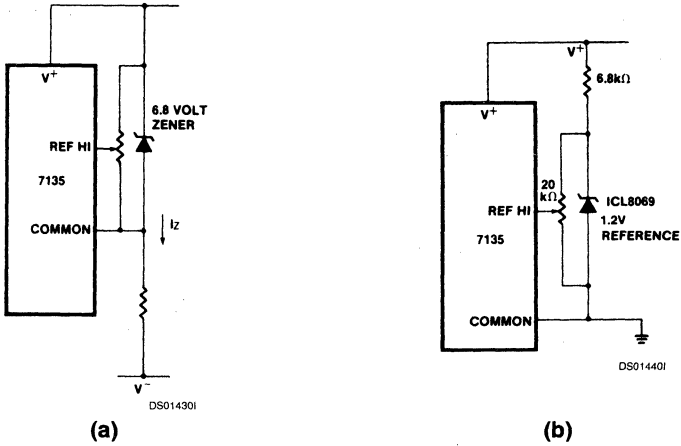 V+
6.8 VOLT
ZENER
REF HI
7135
COMMON
IZ
V-
DS01430I
(a)
V+
6.8kΩ
V+
20
kΩ
ICL8069
1.2V
REFERENCE
REF HI
7135
COMMON
DS01440I
(b)